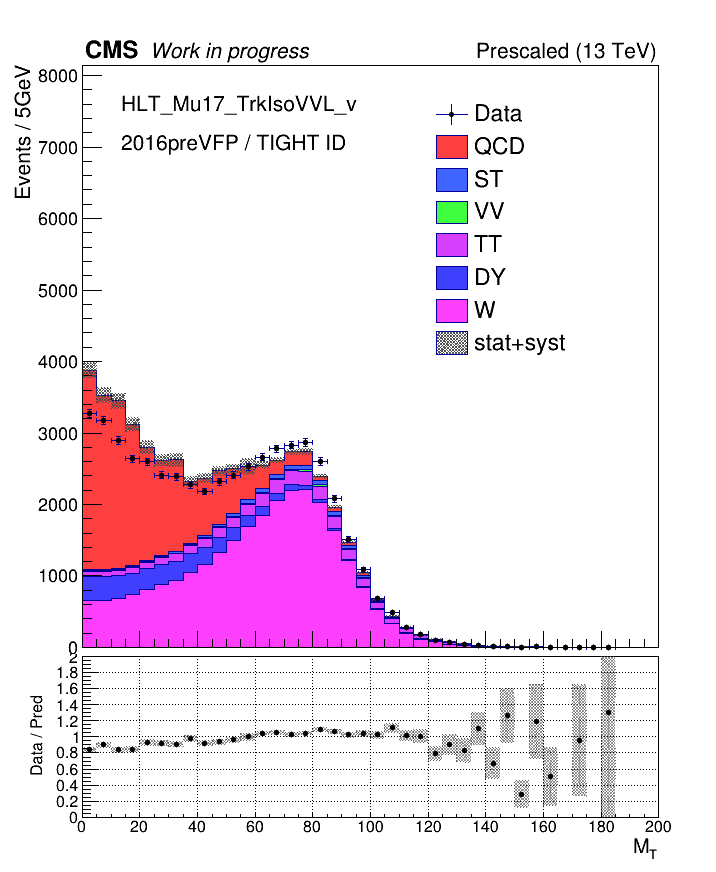 CMS Work in progress Prescaled (13 TeV)
Events / 5GeV
8000
7000
6000
5000
4000
3000
2000
1000
0
HLT_Mu17_TrkIsoVVL_v
2016preVFP / TIGHT ID
Data
QCD
ST
VV
TT
DY
W
stat+syst
Data / Pred
2
1.8
1.6
1.4
1.2
1
0.8
0.6
0.4
0.2
0
0 20 40 60 80 100 120 140 160 180 200
M_T